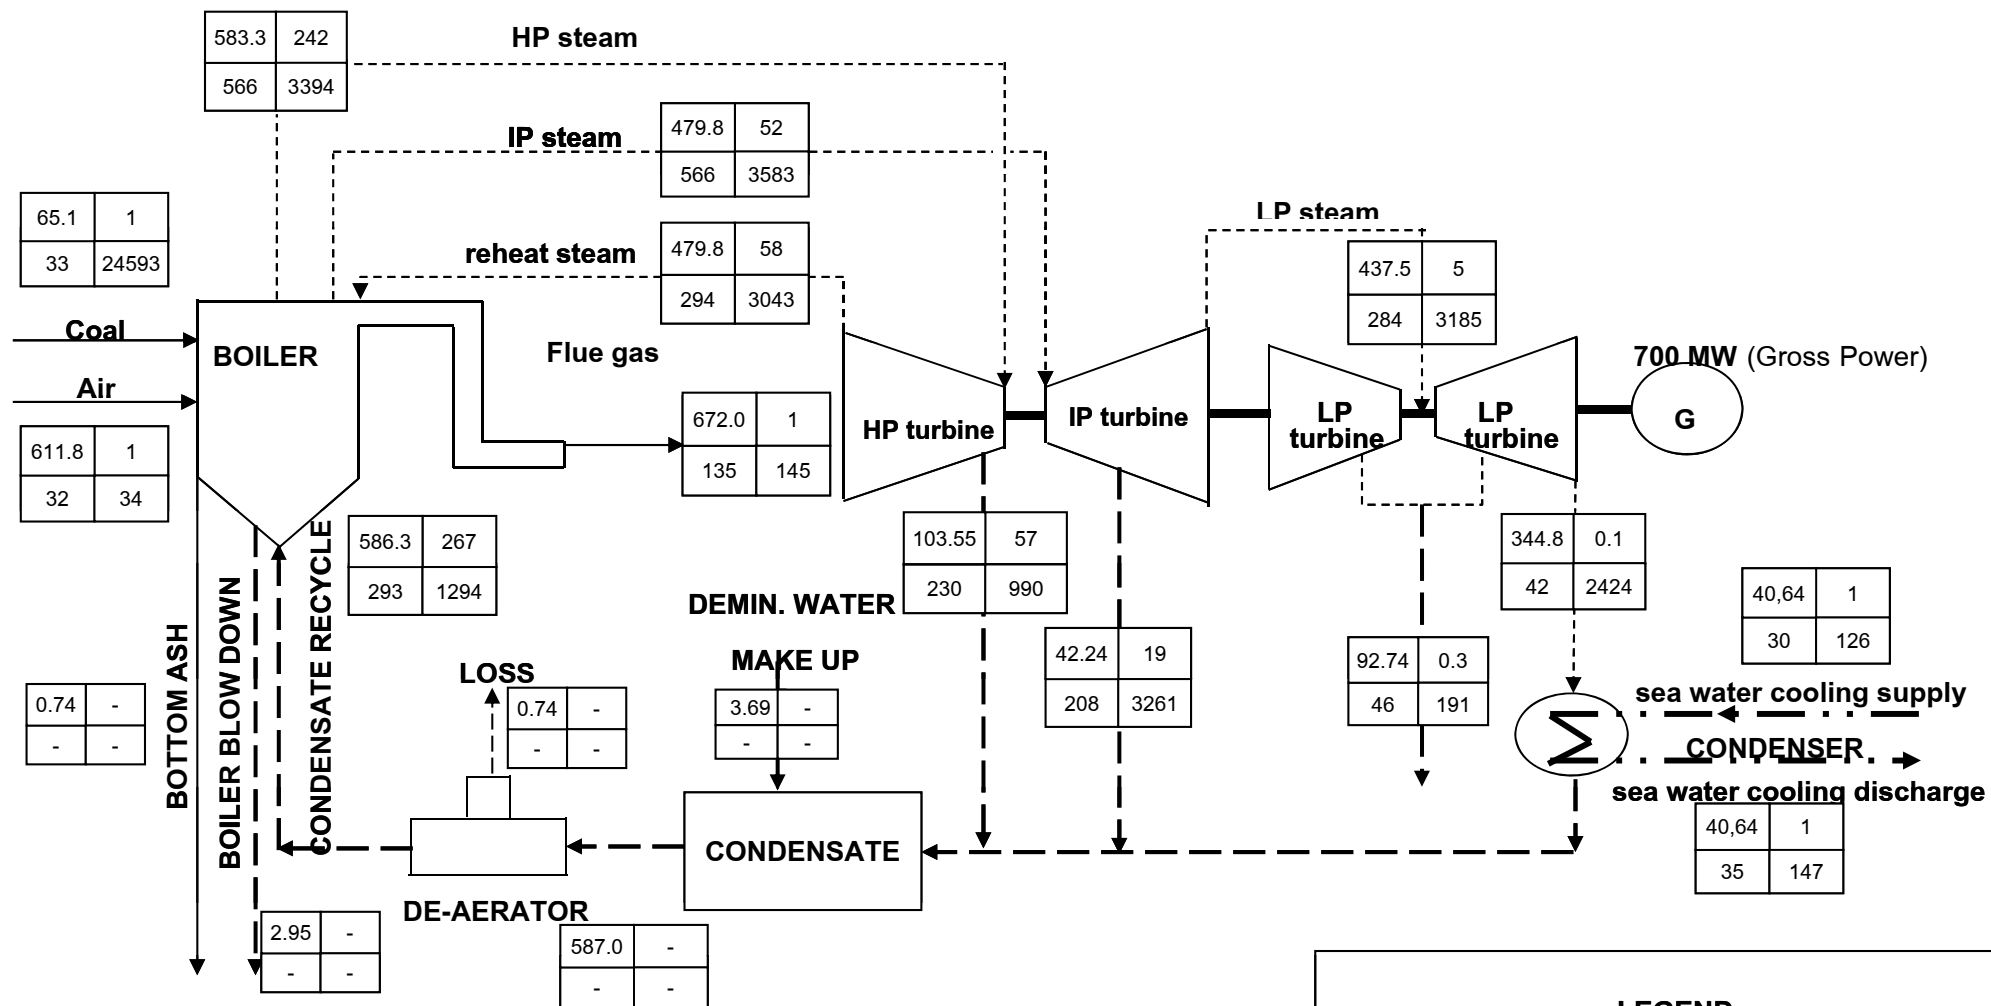 583.3 242
566 3394
HP steam
IP steam
479.8 52
566 3583
65.1 1
33 24593
reheat steam
479.8 58
294 3043
LP steam
437.5 5
284 3185
Coal
BOILER
Air
Flue gas
700 MW (Gross Power)
672.0 1
135 145
HP turbine
IP turbine
LP
turbine
LP
turbine
G
611.8 1
32 34
586.3 267
293 1294
103.55 57
230 990
344.8 0.1
42 2424
40,64 1
30 126
DEMIN. WATER
MAKE UP
42.24 19
208 3261
92.74 0.3
46 191
BOTTOM ASH
BOILER BLOW DOWN
CONDENSATE RECYCLE
0.74 -
- -
LOSS
0.74 -
- -
3.69 -
- -
sea water cooling supply
CONDENSER
sea water cooling discharge
40,64 1
35 147
CONDENSATE
DE-AERATOR
2.95 -
- -
587.0 -
- -
LEGEND